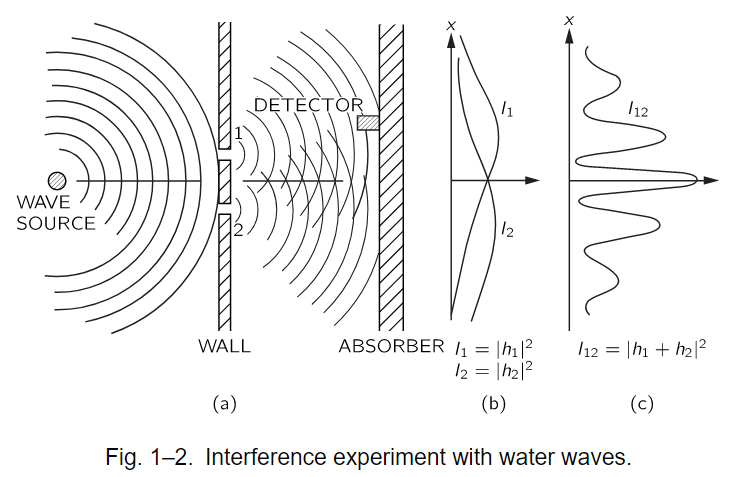 DETECTOR
1
WAVE
SOURCE
2
WALL
ABSORBER
(a)
x
I₁
I₂
I₁ = |h₁|²
I₂ = |h₂|²
(b)
x
I₁₂
I₁₂ = |h₁ + h₂|²
(c)
Fig. 1–2. Interference experiment with water waves.